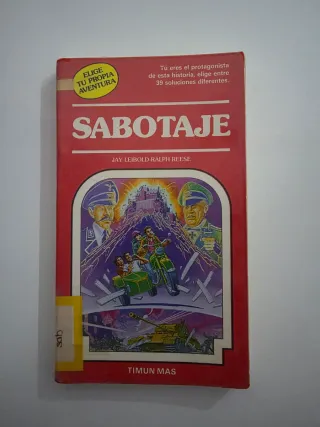 ELIGE
TU PROPIA
AVENTURA
Tú eres el protagonista
de esta historia, elige entre
35 soluciones diferentes.
SABOTAJE
JAY LEIBOLD-RALPH REESE
TIMUN MAS